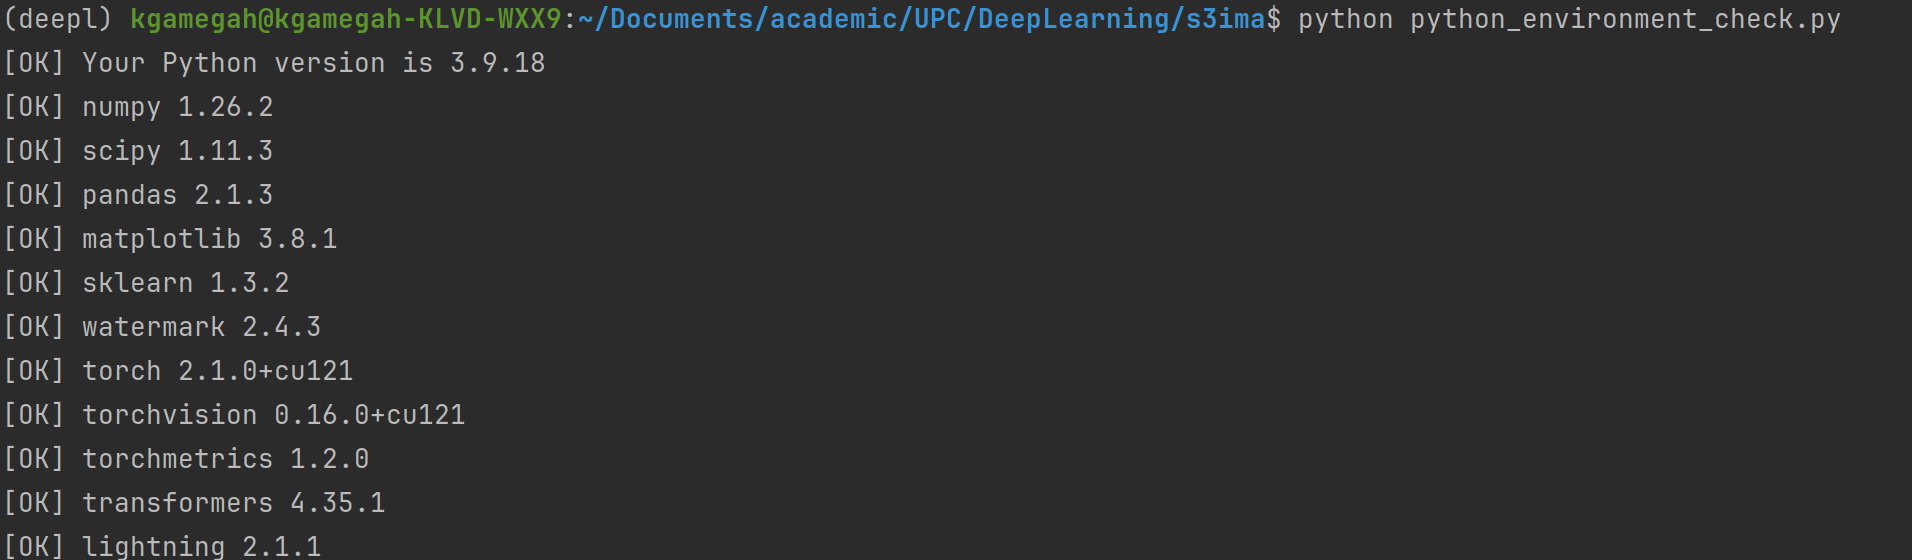 (deepl) kgamegah@kgamegah-KLVD-WXX9:~/Documents/academic/UPC/DeepLearning/s3ima$ python python_environment_check.py
[OK] Your Python version is 3.9.18
[OK] numpy 1.26.2
[OK] scipy 1.11.3
[OK] pandas 2.1.3
[OK] matplotlib 3.8.1
[OK] sklearn 1.3.2
[OK] watermark 2.4.3
[OK] torch 2.1.0+cu121
[OK] torchvision 0.16.0+cu121
[OK] torchmetrics 1.2.0
[OK] transformers 4.35.1
[OK] lightning 2.1.1